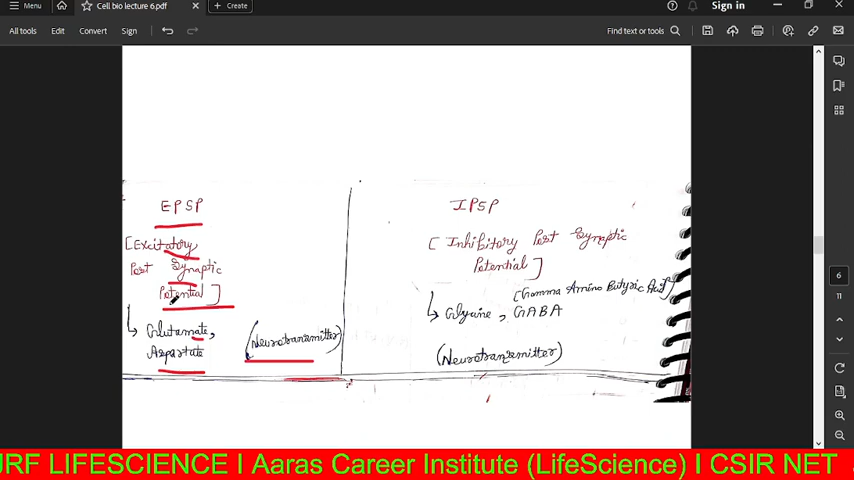 Menu
Cell bio lecture 6.pdf
+ Create
Sign in
All tools Edit Convert Sign
Find text or tools
EPSP
[Excitatory
Post Synaptic
Potential]
Glutamate,
Aspartate
(Neurotransmitter)
IPSP
[Inhibitory Post Synaptic
Potential]
[Gamma Amino Butyric Acid]
Glycine, GABA
(Neurotransmitter)
6
11
JRF LIFESCIENCE I Aaras Career Institute (LifeScience) I CSIR NET